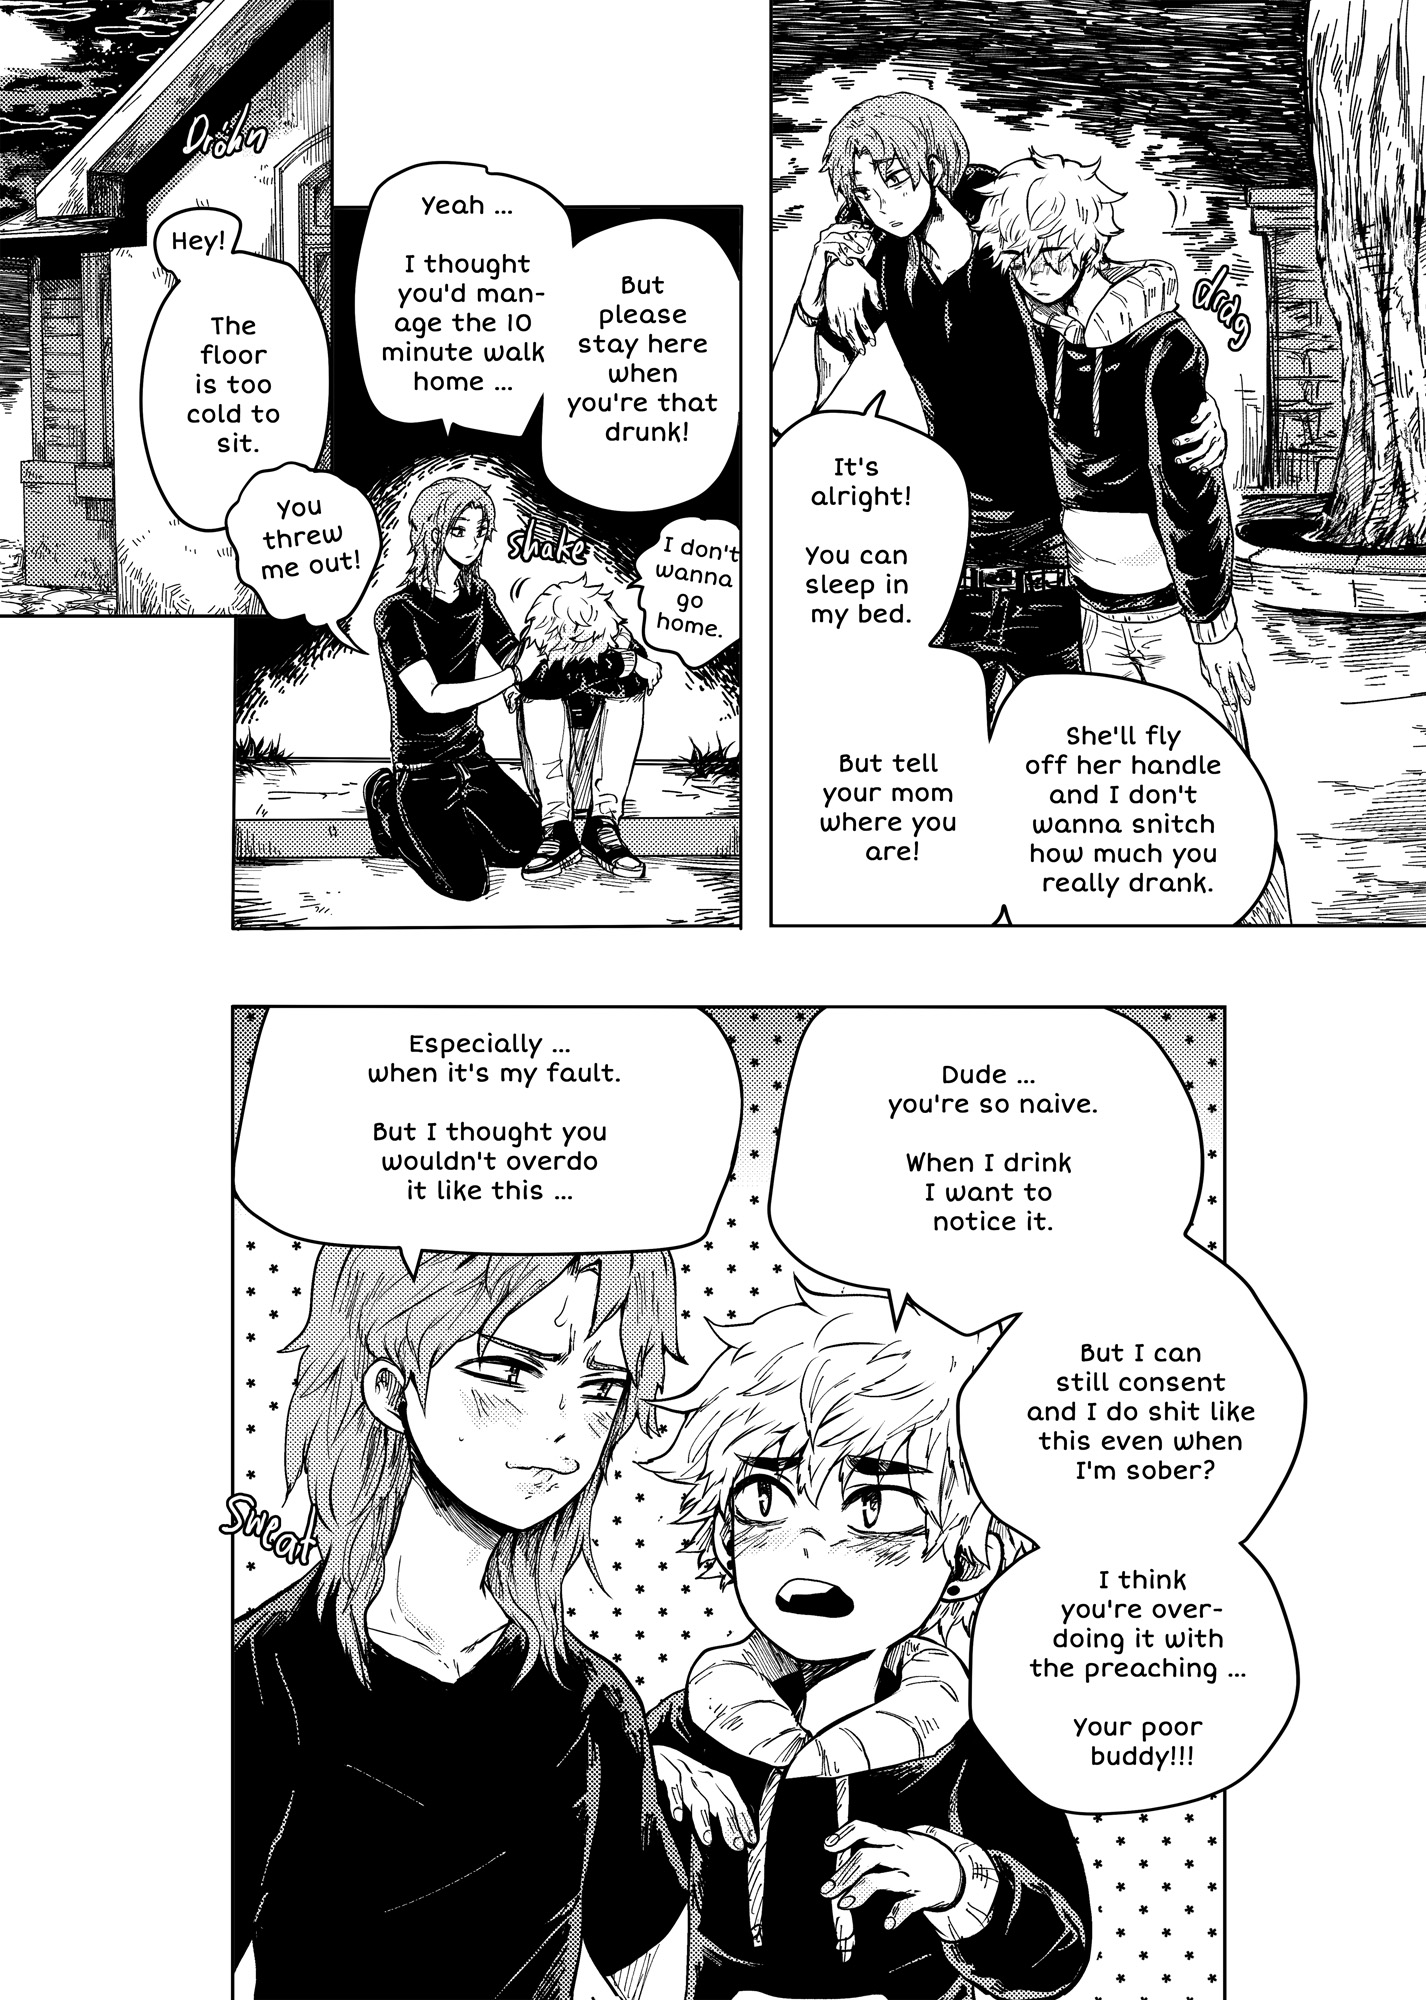 Dröhn
Hey!
The
floor
is too
cold to
sit.
Yeah ...
I thought
you'd man-
age the 10
minute walk
home ...
But
please
stay here
when
you're that
drunk!
You
threw
me out!
shake
I don't
wanna
go
home.
drag
It's
alright!
You can
sleep in
my bed.
But tell
your mom
where you
are!
She'll fly
off her handle
and I don't
wanna snitch
how much you
really drank.
Especially ...
when it's my fault.
But I thought you
wouldn't overdo
it like this ...
Dude ...
you're so naive.
When I drink
I want to
notice it.
But I can
still consent
and I do shit like
this even when
I'm sober?
Sweat
I think
you're over-
doing it with
the preaching ...
Your poor
buddy!!!